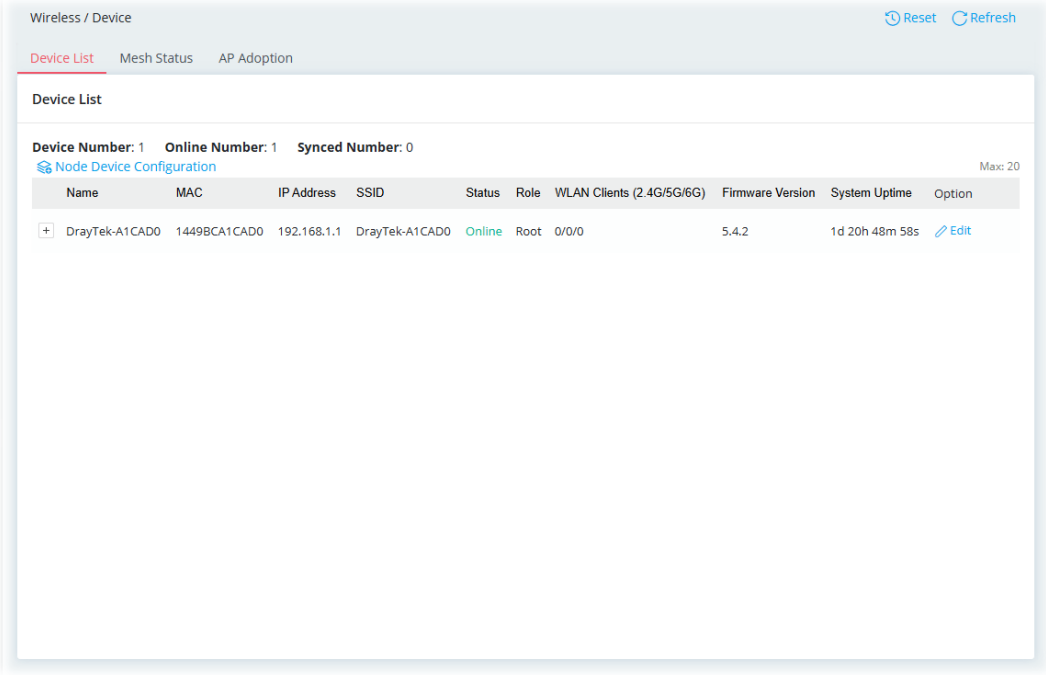 Wireless / Device Reset Refresh
Device List Mesh Status AP Adoption
Device List
Device Number: 1 Online Number: 1 Synced Number: 0
Node Device Configuration Max: 20
Name MAC IP Address SSID Status Role WLAN Clients (2.4G/5G/6G) Firmware Version System Uptime Option
DrayTek-A1CAD0 1449BCA1CAD0 192.168.1.1 DrayTek-A1CAD0 Online Root 0/0/0 5.4.2 1d 20h 48m 58s Edit